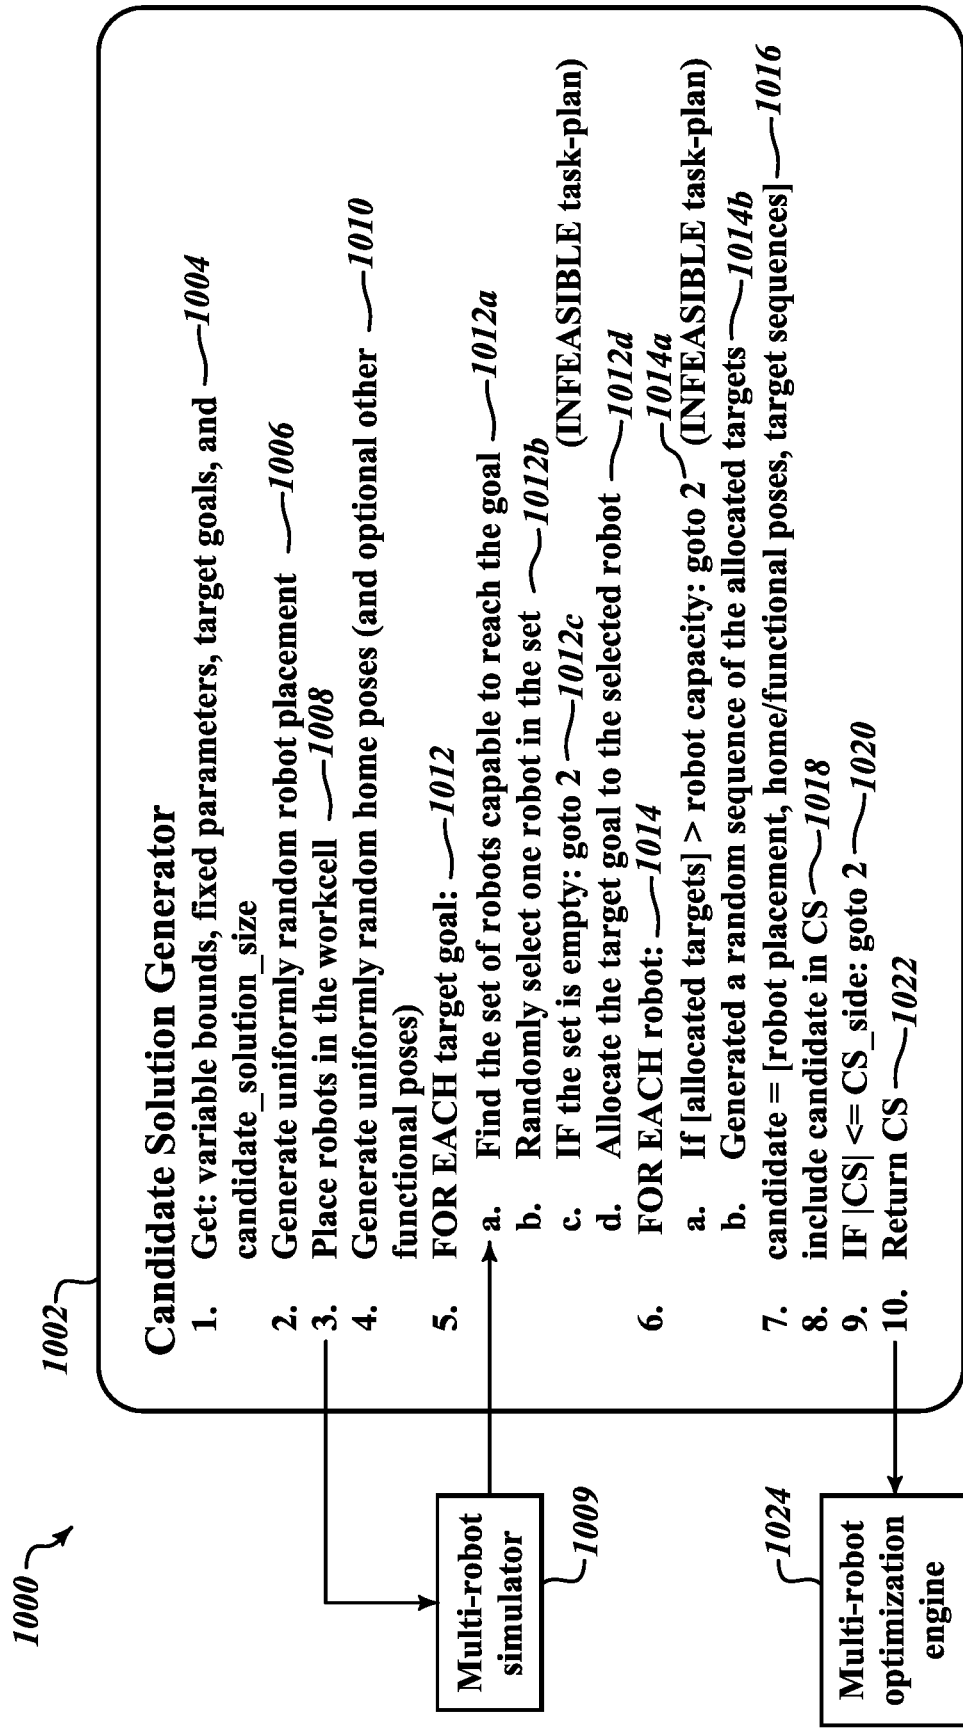 1000
1002
Candidate Solution Generator
1. Get: variable bounds, fixed parameters, target goals, and 1004
candidate_solution_size
2. Generate uniformly random robot placement 1006
3. Place robots in the workcell 1008
4. Generate uniformly random home poses (and optional other 1010
functional poses)
5. FOR EACH target goal: 1012
a. Find the set of robots capable to reach the goal 1012a
b. Randomly select one robot in the set 1012b
c. IF the set is empty: goto 2 1012c (INFEASIBLE task-plan)
d. Allocate the target goal to the selected robot 1012d
6. FOR EACH robot: 1014
1014a
a. If [allocated targets] > robot capacity: goto 2 (INFEASIBLE task-plan)
b. Generated a random sequence of the allocated targets 1014b
7. candidate = [robot placement, home/functional poses, target sequences] 1016
8. include candidate in CS 1018
9. IF |CS| <= CS_side: goto 2 1020
10. Return CS 1022
Multi-robot
simulator
1009
1024
Multi-robot
optimization
engine